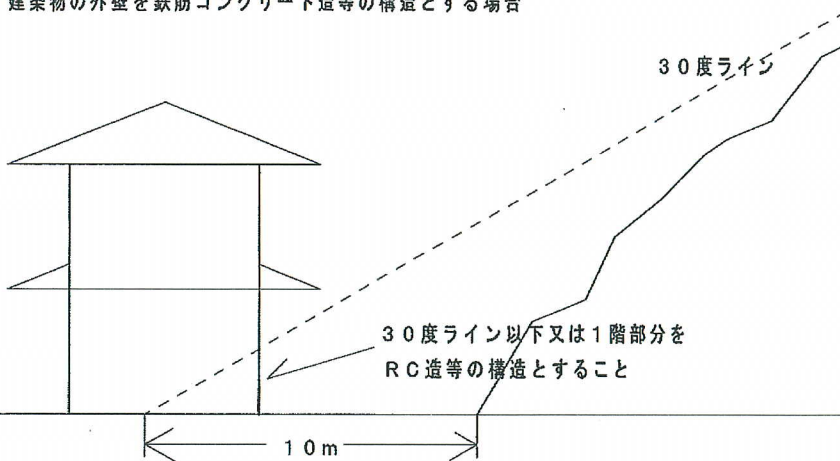 建築物の外壁を鉄筋コンクリート造等の構造とする場合
30度ライン
30度ライン以下又は1階部分を
RC造等の構造とすること
10m